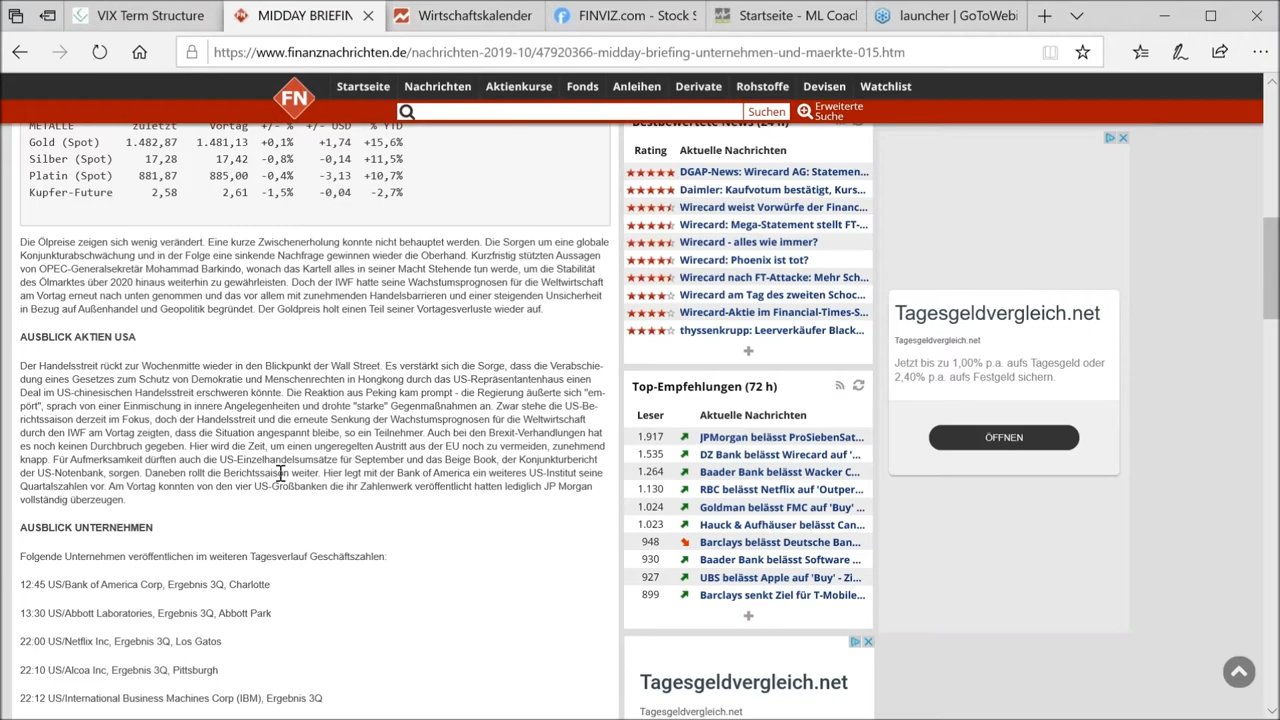 VIX Term Structure
MIDDAY BRIEFIN
Wirtschaftskalender
FINVIZ.com - Stock S
Startseite - ML Coacl
launcher | GoToWebi
https://www.finanznachrichten.de/nachrichten-2019-10/47920366-midday-briefing-unternehmen-und-maerkte-015.htm
FN
Startseite Nachrichten Aktienkurse Fonds Anleihen Derivate Rohstoffe Devisen Watchlist
Suchen
Erweiterte
Suche
METALLE zuletzt Vortag +/- % +/- USD % YTD
Gold (Spot) 1.482,87 1.481,13 +0,1% +1,74 +15,6%
Silber (Spot) 17,28 17,42 -0,8% -0,14 +11,5%
Platin (Spot) 881,87 885,00 -0,4% -3,13 +10,7%
Kupfer-Future 2,58 2,61 -1,5% -0,04 -2,7%
Die Ölpreise zeigen sich wenig verändert. Eine kurze Zwischenerholung konnte nicht behauptet werden. Die Sorgen um eine globale
Konjunkturabschwächung und in der Folge eine sinkende Nachfrage gewinnen wieder die Oberhand. Kurzfristig stützten Aussagen
von OPEC-Generalsekretär Mohammad Barkindo, wonach das Kartell alles in seiner Macht Stehende tun werde, um die Stabilität
des Ölmarktes über 2020 hinaus weiterhin zu gewährleisten. Doch der IWF hatte seine Wachstumsprognosen für die Weltwirtschaft
am Vortag erneut nach unten genommen und das vor allem mit zunehmenden Handelsbarrieren und einer steigenden Unsicherheit
in Bezug auf Außenhandel und Geopolitik begründet. Der Goldpreis holt einen Teil seiner Vortagesverluste wieder auf.
AUSBLICK AKTIEN USA
Der Handelsstreit rückt zur Wochenmitte wieder in den Blickpunkt der Wall Street. Es verstärkt sich die Sorge, dass die Verabschie-
dung eines Gesetzes zum Schutz von Demokratie und Menschenrechten in Hongkong durch das US-Repräsentantenhaus einen
Deal im US-chinesischen Handelsstreit erschweren könnte. Die Reaktion aus Peking kam prompt - die Regierung äußerte sich "em-
pört", sprach von einer Einmischung in innere Angelegenheiten und drohte "starke" Gegenmaßnahmen an. Zwar stehe die US-Be-
richtssaison derzeit im Fokus, doch der Handelsstreit und die erneute Senkung der Wachstumsprognosen für die Weltwirtschaft
durch den IWF am Vortag zeigten, dass die Situation angespannt bleibe, so ein Teilnehmer. Auch bei den Brexit-Verhandlungen hat
es noch keinen Durchbruch gegeben. Hier wird die Zeit, um einen ungeregelten Austritt aus der EU noch zu vermeiden, zunehmend
knapp. Für Aufmerksamkeit dürften auch die US-Einzelhandelsumsätze für September und das Beige Book, der Konjunkturbericht
der US-Notenbank, sorgen. Daneben rollt die Berichtssaison weiter. Hier legt mit der Bank of America ein weiteres US-Institut seine
Quartalszahlen vor. Am Vortag konnten von den vier US-Großbanken die ihr Zahlenwerk veröffentlicht hatten lediglich JP Morgan
vollständig überzeugen.
AUSBLICK UNTERNEHMEN
Folgende Unternehmen veröffentlichen im weiteren Tagesverlauf Geschäftszahlen:
12:45 US/Bank of America Corp, Ergebnis 3Q, Charlotte
13:30 US/Abbott Laboratories, Ergebnis 3Q, Abbott Park
22:00 US/Netflix Inc, Ergebnis 3Q, Los Gatos
22:10 US/Alcoa Inc, Ergebnis 3Q, Pittsburgh
22:12 US/International Business Machines Corp (IBM), Ergebnis 3Q
Bestbewertete News (24 h)
Rating Aktuelle Nachrichten
DGAP-News: Wirecard AG: Statemen...
Daimler: Kaufvotum bestätigt, Kurs...
Wirecard weist Vorwürfe der Financ...
Wirecard: Mega-Statement stellt FT-...
Wirecard - alles wie immer?
Wirecard: Phoenix ist tot?
Wirecard nach FT-Attacke: Mehr Sch...
Wirecard am Tag des zweiten Schoc...
Wirecard-Aktie im Financial-Times-S...
thyssenkrupp: Leerverkäufer Black...
Top-Empfehlungen (72 h)
Leser Aktuelle Nachrichten
1.917 JPMorgan belässt ProSiebenSat...
1.535 DZ Bank belässt Wirecard auf '...
1.264 Baader Bank belässt Wacker C...
1.130 RBC belässt Netflix auf 'Outper...
1.024 Goldman belässt FMC auf 'Buy' ...
1.023 Hauck & Aufhäuser belässt Can...
948 Barclays belässt Deutsche Ban...
930 Baader Bank belässt Software ...
927 UBS belässt Apple auf 'Buy' - Zi...
899 Barclays senkt Ziel für T-Mobile...
Tagesgeldvergleich.net
Tagesgeldvergleich.net
Tagesgeldvergleich.net
Tagesgeldvergleich.net
Jetzt bis zu 1,00% p.a. aufs Tagesgeld oder
2,40% aufs Festgeld sichern.
ÖFFNEN